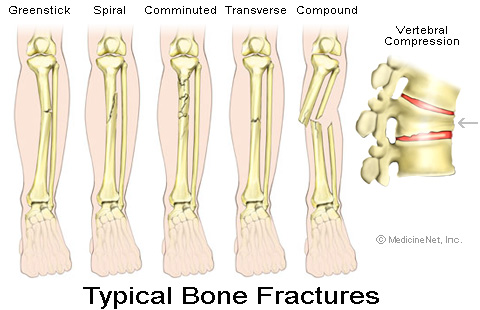 Greenstick Spiral Comminuted Transverse Compound
Vertebral
Compression
© MedicineNet, Inc.
Typical Bone Fractures